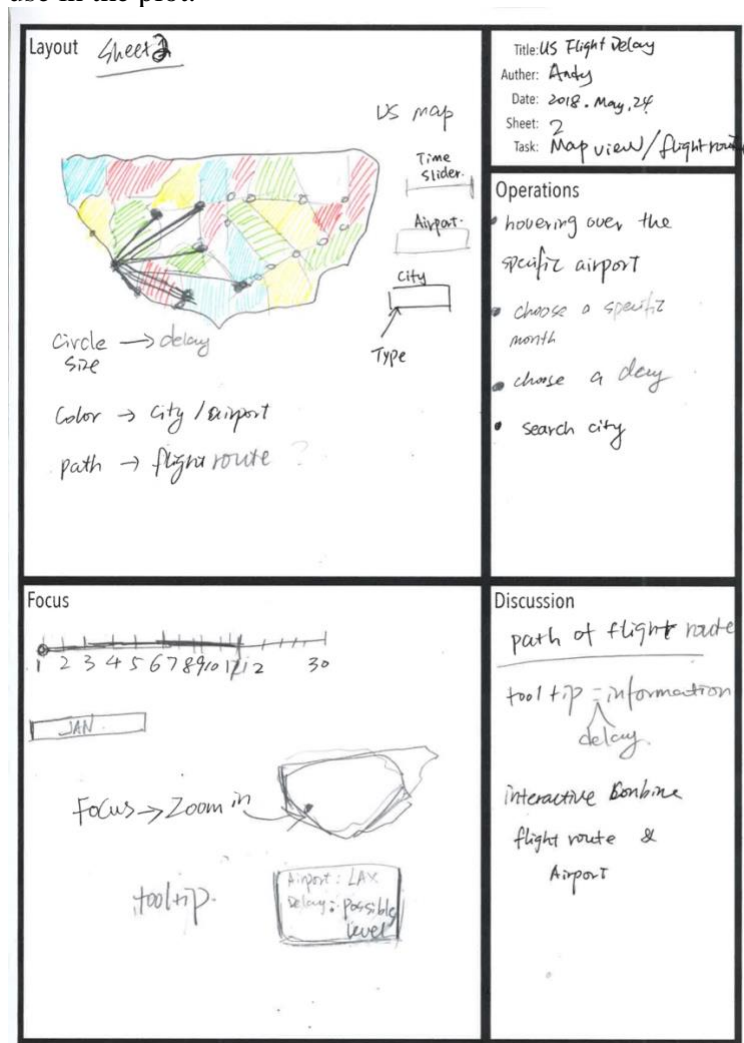 use in the plot.
Layout Sheet 2
US map
Time
Slider.
Airport.
City
Type
Circle → delay
Size
Color → City / airport
path → flight route ?
Title: US Flight Delay
Auther: Andy
Date: 2018. May. 24
Sheet: 2
Task: Map view / flight route
Operations
hovering over the
specific airport
choose a specific
month
choose a day
search city
Focus
1 2 3 4 5 6 7 8 9 10 11 12 30
JAN.
Focus → Zoom in
tooltip.
Airport: LAX
Delay: possible
level
Discussion
path of flight route
tooltip = information
delay.
interactive Bonbine
flight route &
Airport